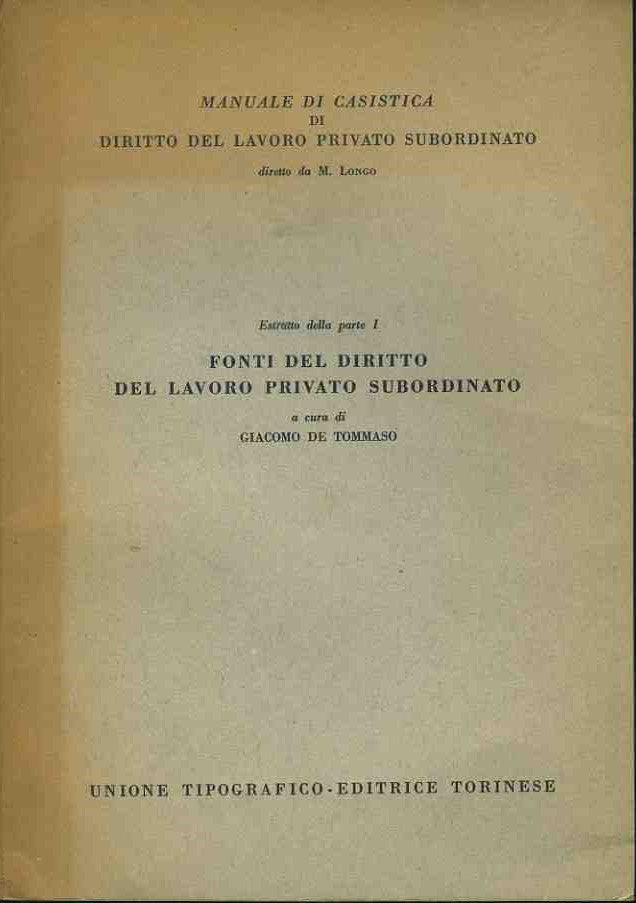 MANUALE DI CASISTICA
DI
DIRITTO DEL LAVORO PRIVATO SUBORDINATO
diretto da M. LONGO
Estratto della parte I
FONTI DEL DIRITTO
DEL LAVORO PRIVATO SUBORDINATO
a cura di
GIACOMO DE TOMMASO
UNIONE TIPOGRAFICO-EDITRICE TORINESE